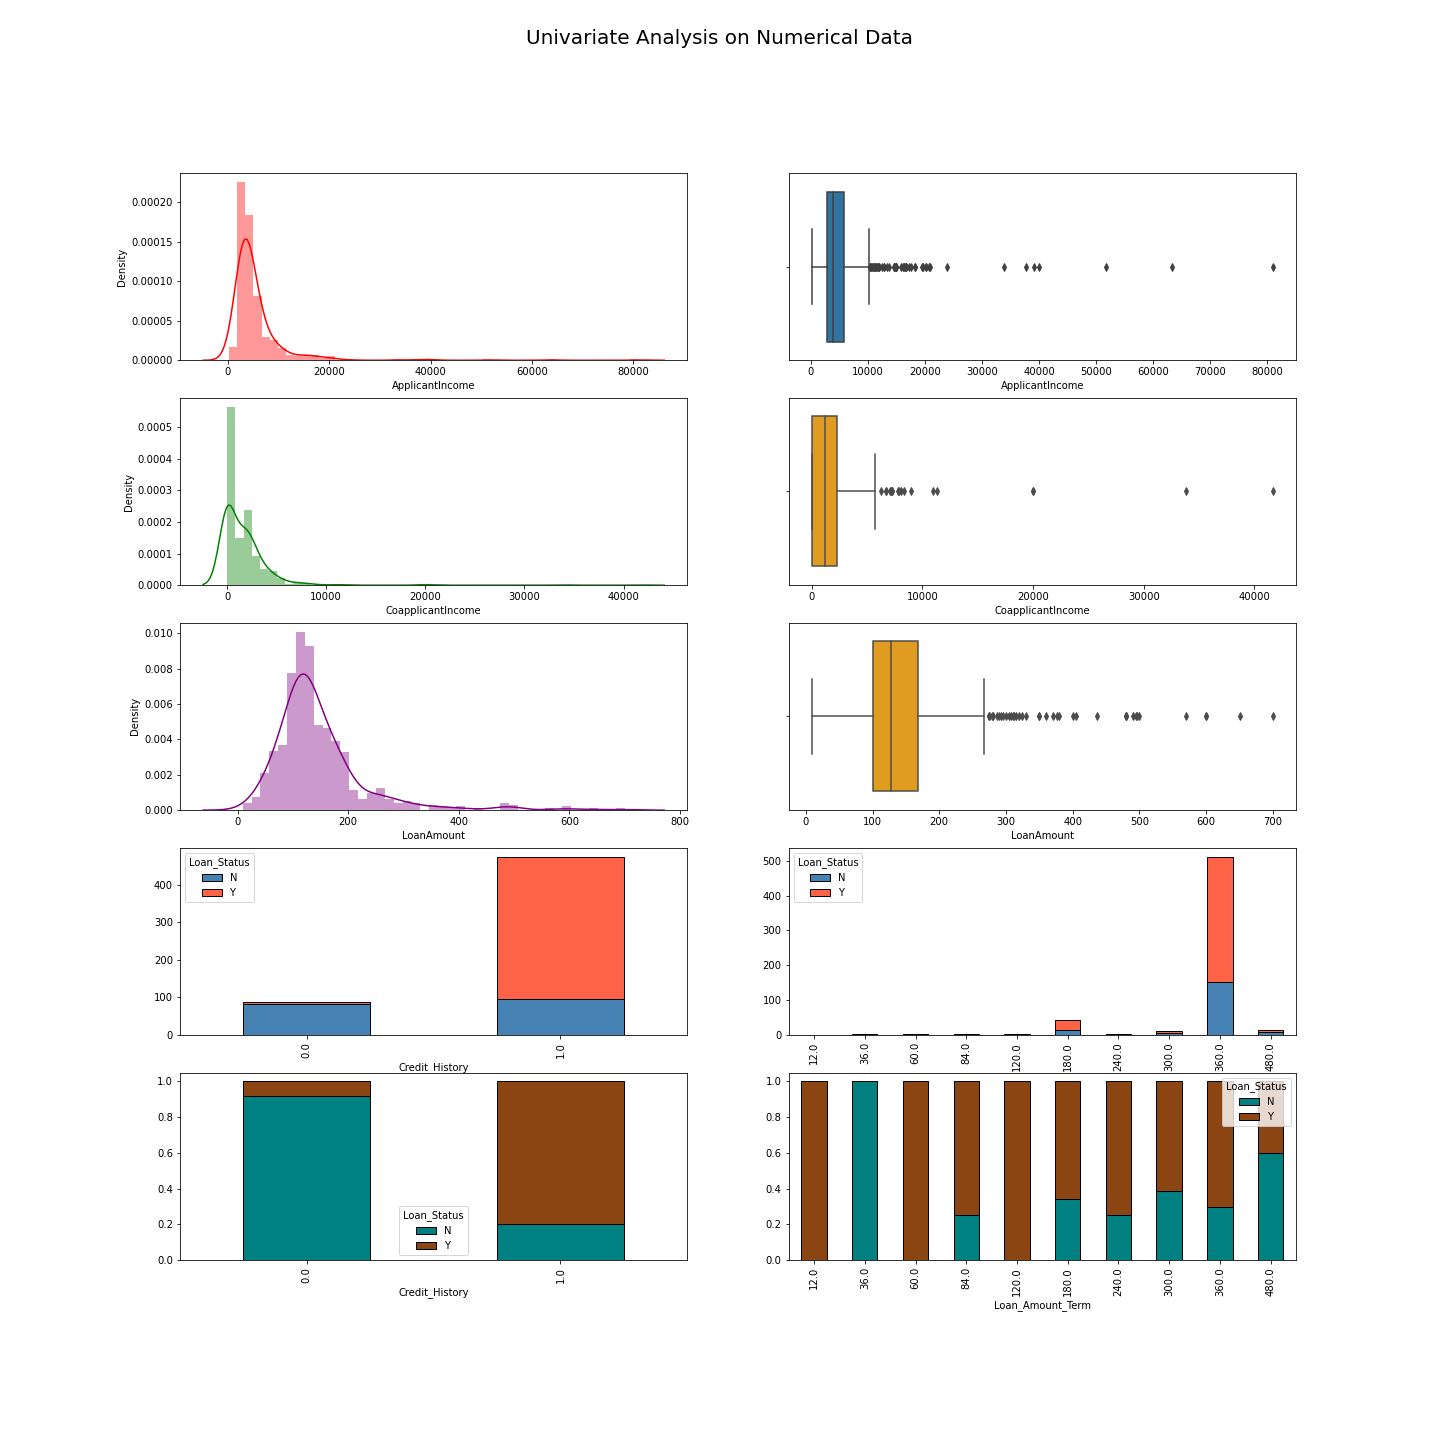 Univariate Analysis on Numerical Data
0.00020
0.00015
0.00010
0.00005
0.00000
Density
0 20000 40000 60000 80000
ApplicantIncome
0 10000 20000 30000 40000 50000 60000 70000 80000
ApplicantIncome
0.0005
0.0004
0.0003
0.0002
0.0001
0.0000
Density
0 10000 20000 30000 40000
CoapplicantIncome
0 10000 20000 30000 40000
CoapplicantIncome
0.010
0.008
0.006
0.004
0.002
0.000
Density
0 200 400 600 800
LoanAmount
0 100 200 300 400 500 600 700
LoanAmount
Loan_Status
N
Y
400
300
200
100
0
0.0 1.0
Credit_History
Loan_Status
N
Y
500
400
300
200
100
0
12.0 36.0 60.0 84.0 120.0 180.0 240.0 300.0 360.0 480.0
1.0
0.8
0.6
0.4
0.2
0.0
Loan_Status
N
Y
0.0 1.0
Credit_History
1.0
0.8
0.6
0.4
0.2
0.0
Loan_Status
N
Y
12.0 36.0 60.0 84.0 120.0 180.0 240.0 300.0 360.0 480.0
Loan_Amount_Term